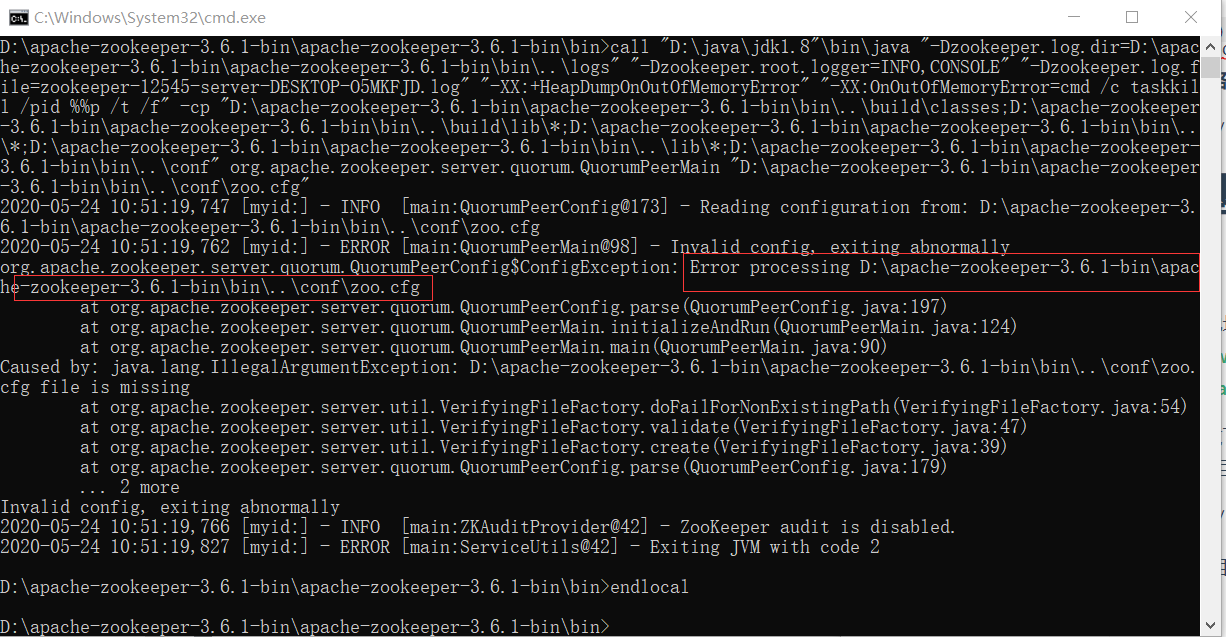 C:\Windows\System32\cmd.exe
D:\apache-zookeeper-3.6.1-bin\apache-zookeeper-3.6.1-bin\bin>call "D:\java\jdk1.8"\bin\java "-Dzookeeper.log.dir=D:\apac
he-zookeeper-3.6.1-bin\apache-zookeeper-3.6.1-bin\bin\..\logs" "-Dzookeeper.root.logger=INFO,CONSOLE" "-Dzookeeper.log.f
ile=zookeeper-12545-server-DESKTOP-O5MKFJD.log" "-XX:+HeapDumpOnOutOfMemoryError" "-XX:OnOutOfMemoryError=cmd /c taskkil
l /pid %%p /t /f" -cp "D:\apache-zookeeper-3.6.1-bin\apache-zookeeper-3.6.1-bin\bin\..\build\classes;D:\apache-zookeeper
-3.6.1-bin\apache-zookeeper-3.6.1-bin\bin\..\build\lib\*;D:\apache-zookeeper-3.6.1-bin\apache-zookeeper-3.6.1-bin\bin\..
\*;D:\apache-zookeeper-3.6.1-bin\apache-zookeeper-3.6.1-bin\bin\..\lib\*;D:\apache-zookeeper-3.6.1-bin\apache-zookeeper-
3.6.1-bin\bin\..\conf" org.apache.zookeeper.server.quorum.QuorumPeerMain "D:\apache-zookeeper-3.6.1-bin\apache-zookeeper
-3.6.1-bin\bin\..\conf\zoo.cfg"
2020-05-24 10:51:19,747 [myid:] - INFO  [main:QuorumPeerConfig@173] - Reading configuration from: D:\apache-zookeeper-3.
6.1-bin\apache-zookeeper-3.6.1-bin\bin\..\conf\zoo.cfg
2020-05-24 10:51:19,762 [myid:] - ERROR [main:QuorumPeerMain@98] - Invalid config, exiting abnormally
org.apache.zookeeper.server.quorum.QuorumPeerConfig$ConfigException: Error processing D:\apache-zookeeper-3.6.1-bin\apac
he-zookeeper-3.6.1-bin\bin\..\conf\zoo.cfg
at org.apache.zookeeper.server.quorum.QuorumPeerConfig.parse(QuorumPeerConfig.java:197)
at org.apache.zookeeper.server.quorum.QuorumPeerMain.initializeAndRun(QuorumPeerMain.java:124)
at org.apache.zookeeper.server.quorum.QuorumPeerMain.main(QuorumPeerMain.java:90)
Caused by: java.lang.IllegalArgumentException: D:\apache-zookeeper-3.6.1-bin\apache-zookeeper-3.6.1-bin\bin\..\conf\zoo.
cfg file is missing
at org.apache.zookeeper.server.util.VerifyingFileFactory.doFailForNonExistingPath(VerifyingFileFactory.java:54)
at org.apache.zookeeper.server.util.VerifyingFileFactory.validate(VerifyingFileFactory.java:47)
at org.apache.zookeeper.server.util.VerifyingFileFactory.create(VerifyingFileFactory.java:39)
at org.apache.zookeeper.server.quorum.QuorumPeerConfig.parse(QuorumPeerConfig.java:179)
... 2 more
Invalid config, exiting abnormally
2020-05-24 10:51:19,766 [myid:] - INFO  [main:ZKAuditProvider@42] - ZooKeeper audit is disabled.
2020-05-24 10:51:19,827 [myid:] - ERROR [main:ServiceUtils@42] - Exiting JVM with code 2
D:\apache-zookeeper-3.6.1-bin\apache-zookeeper-3.6.1-bin\bin>endlocal
D:\apache-zookeeper-3.6.1-bin\apache-zookeeper-3.6.1-bin\bin>